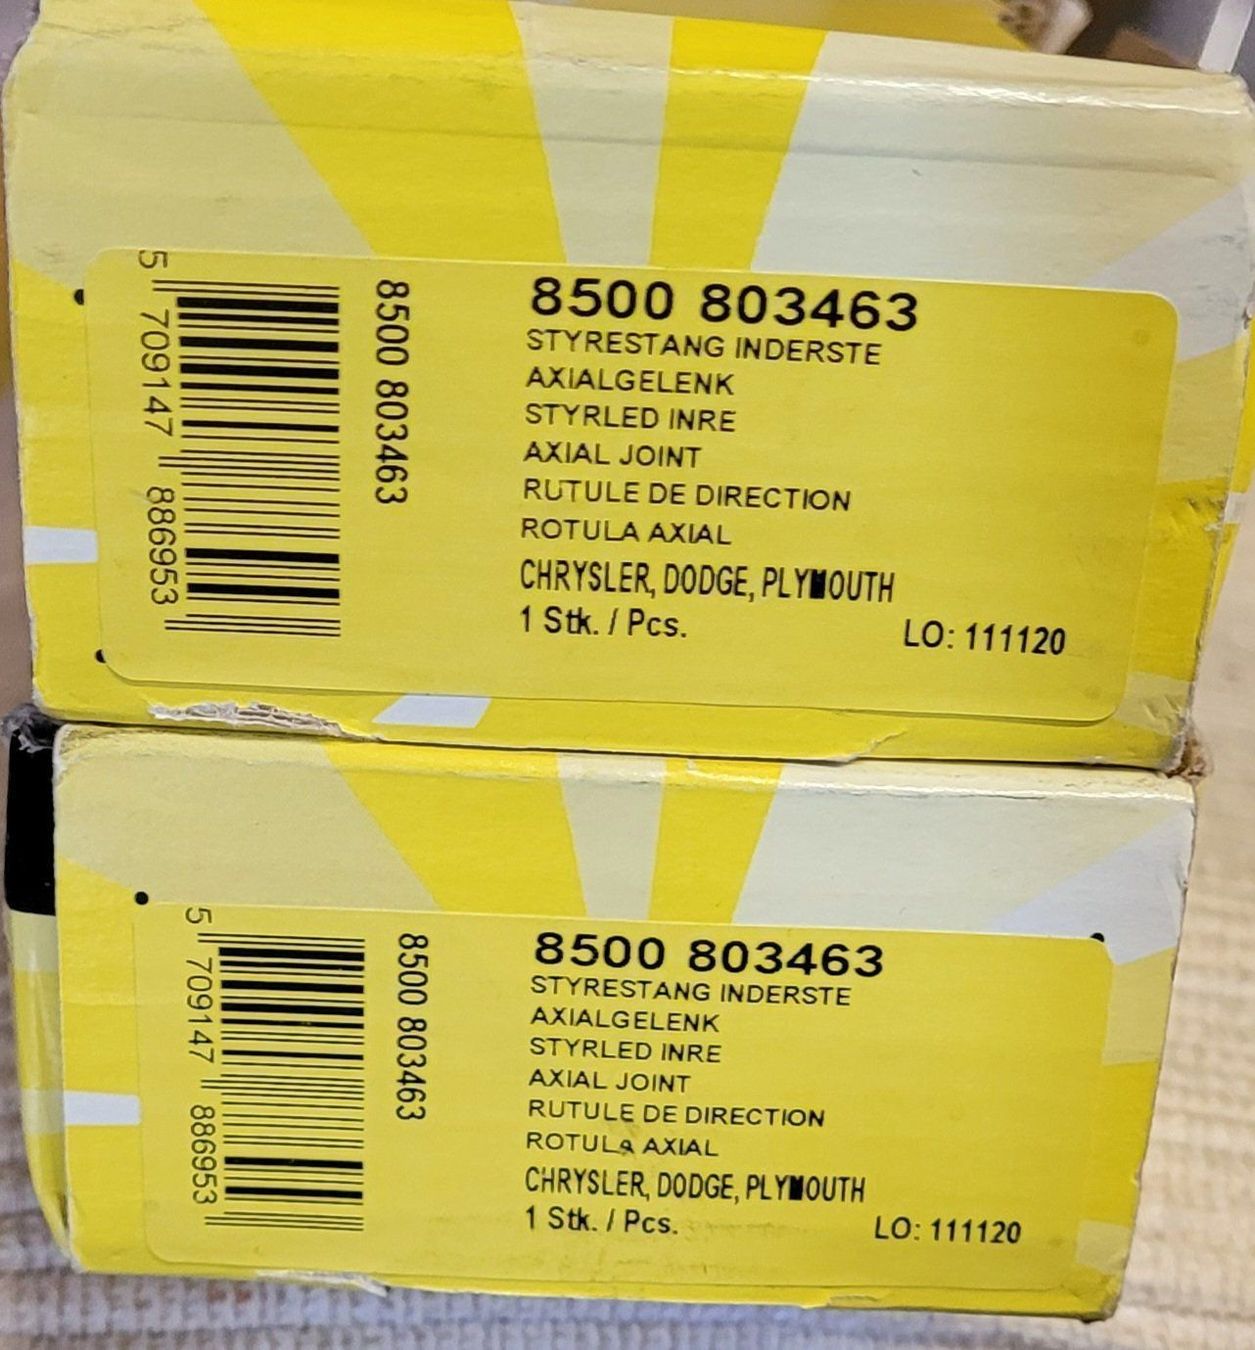 5 709147 886953
8500 803463
8500 803463
STYRESTANG INDERSTE
AXIALGELENK
STYRLED INRE
AXIAL JOINT
RUTULE DE DIRECTION
ROTULA AXIAL
CHRYSLER, DODGE, PLYMOUTH
1 Stk. / Pcs.
LO: 111120
5 709147 886953
8500 803463
8500 803463
STYRESTANG INDERSTE
AXIALGELENK
STYRLED INRE
AXIAL JOINT
RUTULE DE DIRECTION
ROTULA AXIAL
CHRYSLER, DODGE, PLYMOUTH
1 Stk. / Pcs.
LO: 111120